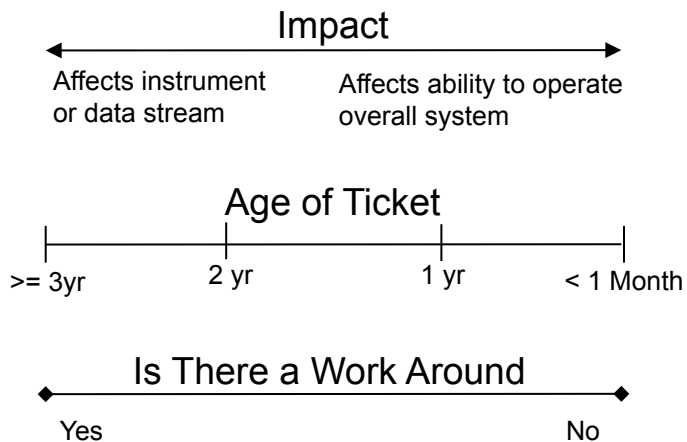 Impact
Affects instrument
or data stream
Affects ability to operate
overall system
Age of Ticket
>= 3yr
2 yr
1 yr
< 1 Month
Is There a Work Around
Yes
No